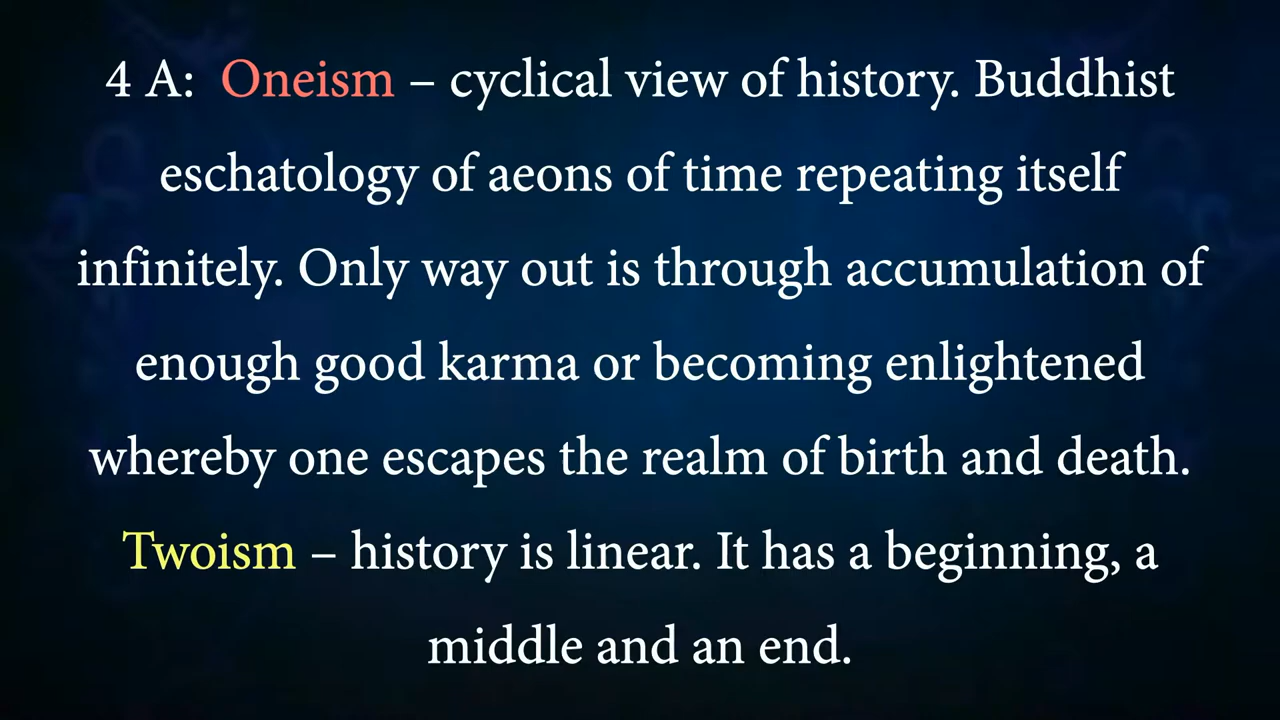 4 A: Oneism – cyclical view of history. Buddhist
eschatology of aeons of time repeating itself
infinitely. Only way out is through accumulation of
enough good karma or becoming enlightened
whereby one escapes the realm of birth and death.
Twoism – history is linear. It has a beginning, a
middle and an end.